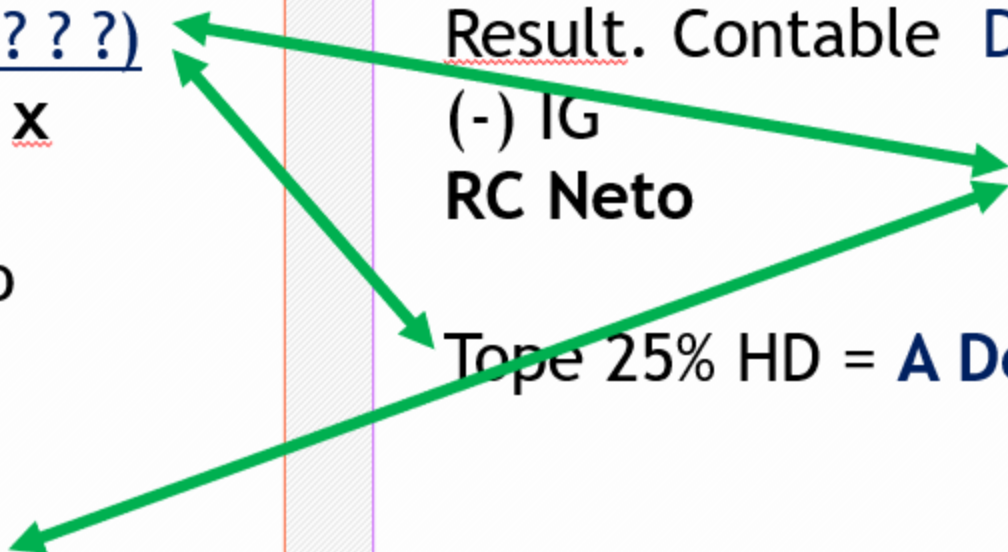 ? ? ?)
x
Result. Contable
(-) IG
RC Neto
Tope 25% HD = A